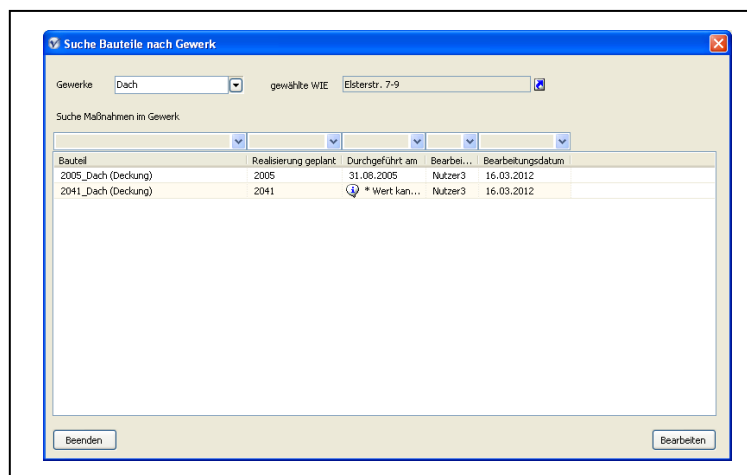 Suche Bauteile nach Gewerk
Gewerke Dach gewählte WIE Elsterstr. 7-9
Suche Maßnahmen im Gewerk
Bauteil Realisierung geplant Durchgeführt am Bearbei... Bearbeitungsdatum
2005_Dach (Deckung) 2005 31.08.2005 Nutzer3 16.03.2012
2041_Dach (Deckung) 2041 * Wert kan... Nutzer3 16.03.2012
Beenden Bearbeiten